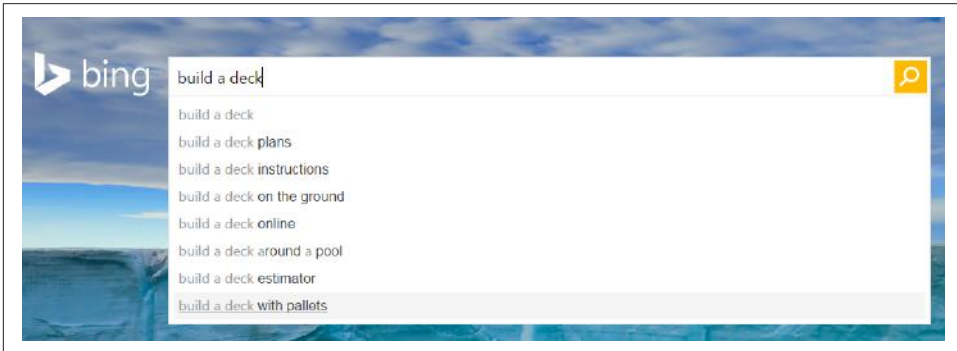 bing
build a deck
build a deck
build a deck plans
build a deck instructions
build a deck on the ground
build a deck online
build a deck around a pool
build a deck estimator
build a deck with pallets